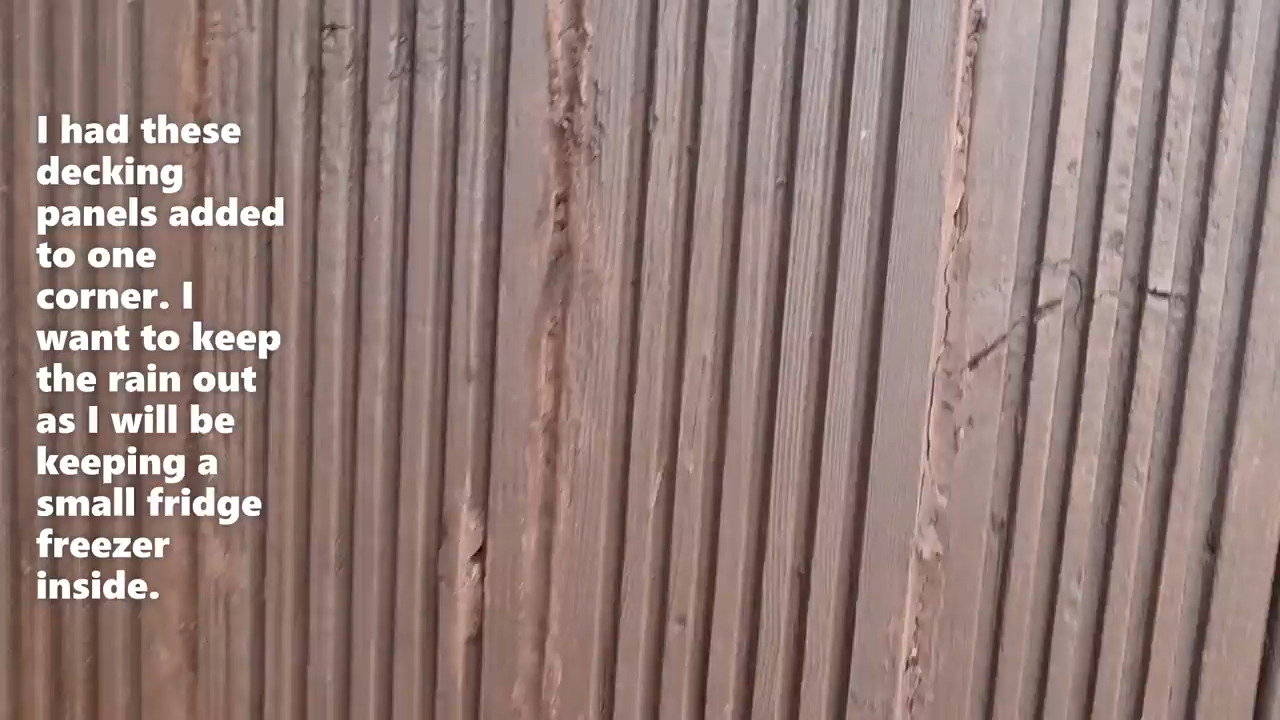 I had these
decking
panels added
to one
corner. I
want to keep
the rain out
as I will be
keeping a
small fridge
freezer
inside.